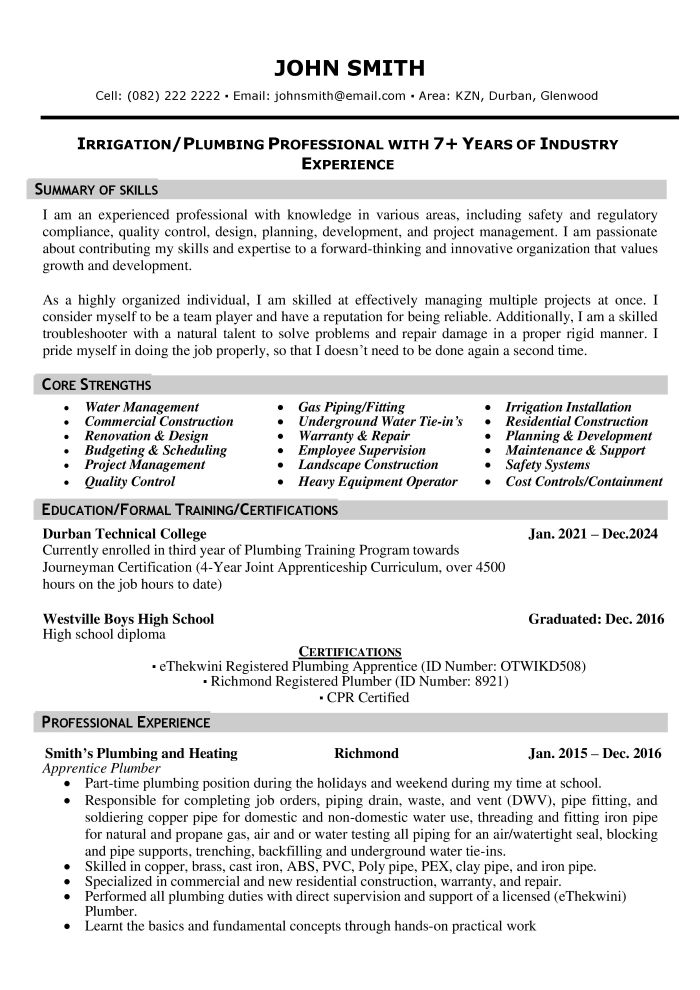 JOHN SMITH
Cell: (082) 222 2222 ▪ Email: johnsmith@email.com ▪ Area: KZN, Durban, Glenwood
IRRIGATION/PLUMBING PROFESSIONAL WITH 7+ YEARS OF INDUSTRY
EXPERIENCE
SUMMARY OF SKILLS
I am an experienced professional with knowledge in various areas, including safety and regulatory
compliance, quality control, design, planning, development, and project management. I am passionate
about contributing my skills and expertise to a forward-thinking and innovative organization that values
growth and development.
As a highly organized individual, I am skilled at effectively managing multiple projects at once. I
consider myself to be a team player and have a reputation for being reliable. Additionally, I am a skilled
troubleshooter with a natural talent to solve problems and repair damage in a proper rigid manner. I
pride myself in doing the job properly, so that I doesn't need to be done again a second time.
CORE STRENGTHS
• Water Management • Gas Piping/Fitting • Irrigation Installation
• Commercial Construction • Underground Water Tie-in's • Residential Construction
• Renovation & Design • Warranty & Repair • Planning & Development
• Budgeting & Scheduling • Employee Supervision • Maintenance & Support
• Project Management • Landscape Construction • Safety Systems
• Quality Control • Heavy Equipment Operator • Cost Controls/Containment
EDUCATION/FORMAL TRAINING/CERTIFICATIONS
Durban Technical College Jan. 2021 – Dec.2024
Currently enrolled in third year of Plumbing Training Program towards
Journeyman Certification (4-Year Joint Apprenticeship Curriculum, over 4500
hours on the job hours to date)
Westville Boys High School Graduated: Dec. 2016
High school diploma
CERTIFICATIONS
▪ eThekwini Registered Plumbing Apprentice (ID Number: OTWIKD508)
▪ Richmond Registered Plumber (ID Number: 8921)
▪ CPR Certified
PROFESSIONAL EXPERIENCE
Smith's Plumbing and Heating Richmond Jan. 2015 – Dec. 2016
Apprentice Plumber
• Part-time plumbing position during the holidays and weekend during my time at school.
• Responsible for completing job orders, piping drain, waste, and vent (DWV), pipe fitting, and
soldiering copper pipe for domestic and non-domestic water use, threading and fitting iron pipe
for natural and propane gas, air and or water testing all piping for an air/watertight seal, blocking
and pipe supports, trenching, backfilling and underground water tie-ins.
• Skilled in copper, brass, cast iron, ABS, PVC, Poly pipe, PEX, clay pipe, and iron pipe.
• Specialized in commercial and new residential construction, warranty, and repair.
• Performed all plumbing duties with direct supervision and support of a licensed (eThekwini)
Plumber.
• Learnt the basics and fundamental concepts through hands-on practical work